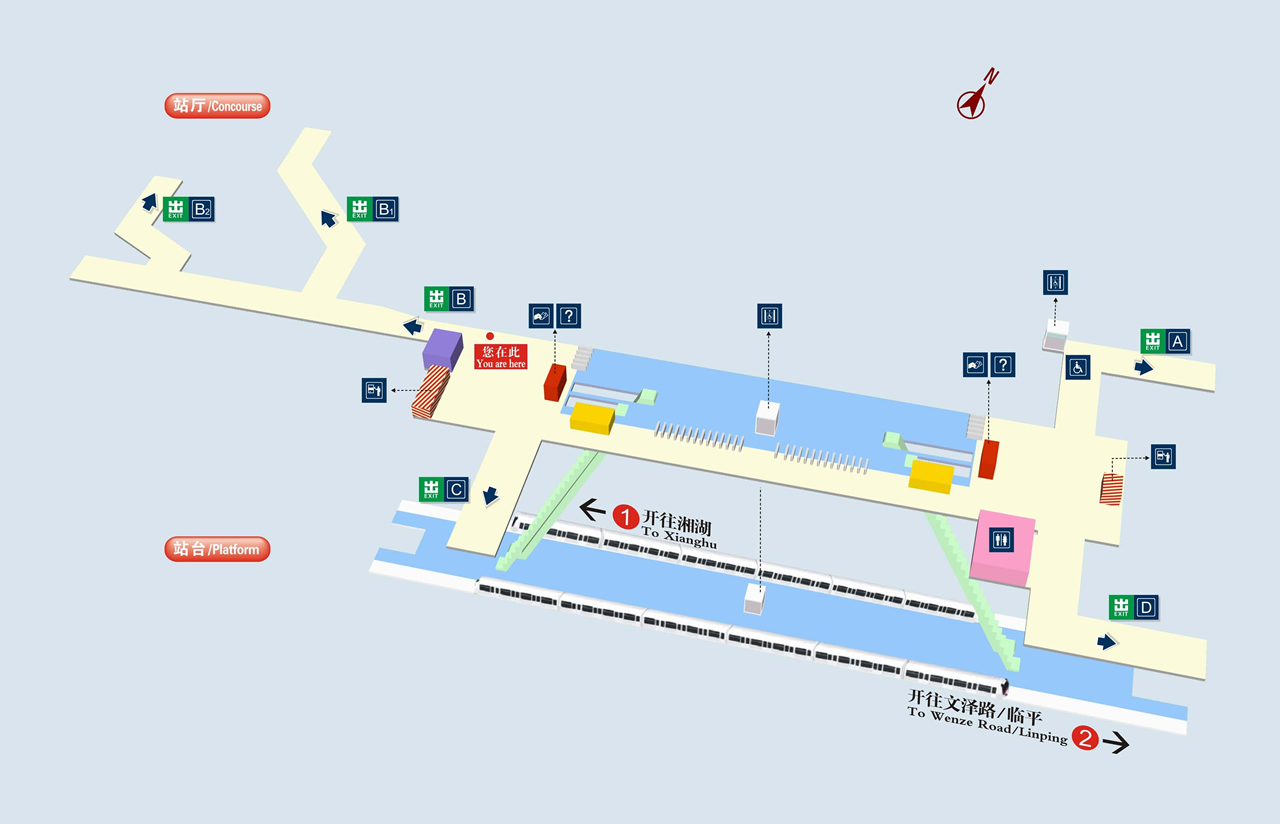 N
站厅/Concourse
出 EXIT B2
出 EXIT B1
出 EXIT B
?
您在此
You are here
出 EXIT A
?
出 EXIT C
1 开往湘湖
To Xianghu
站台/Platform
出 EXIT D
开往文泽路/临平
To Wenze Road/Linping 2